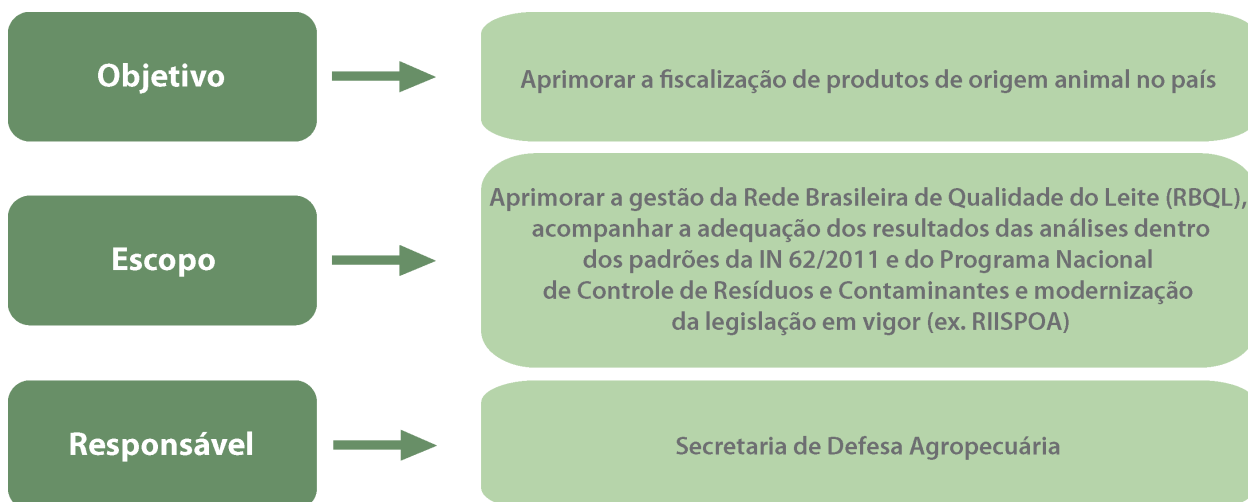 Objetivo
Aprimorar a fiscalização de produtos de origem animal no país
Escopo
Aprimorar a gestão da Rede Brasileira de Qualidade do Leite (RBQL),
acompanhar a adequação dos resultados das análises dentro
dos padrões da IN 62/2011 e do Programa Nacional
de Controle de Resíduos e Contaminantes e modernização
da legislação em vigor (ex. RIISPOA)
Responsável
Secretaria de Defesa Agropecuária